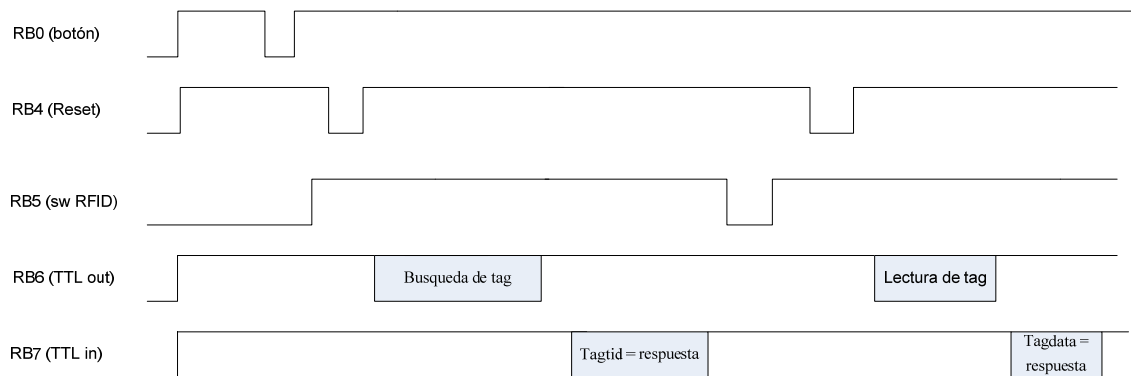 RB0 (botón)
RB4 (Reset)
RB5 (sw RFID)
RB6 (TTL out)
Busqueda de tag
Lectura de tag
RB7 (TTL in)
Tagtid = respuesta
Tagdata =
respuesta